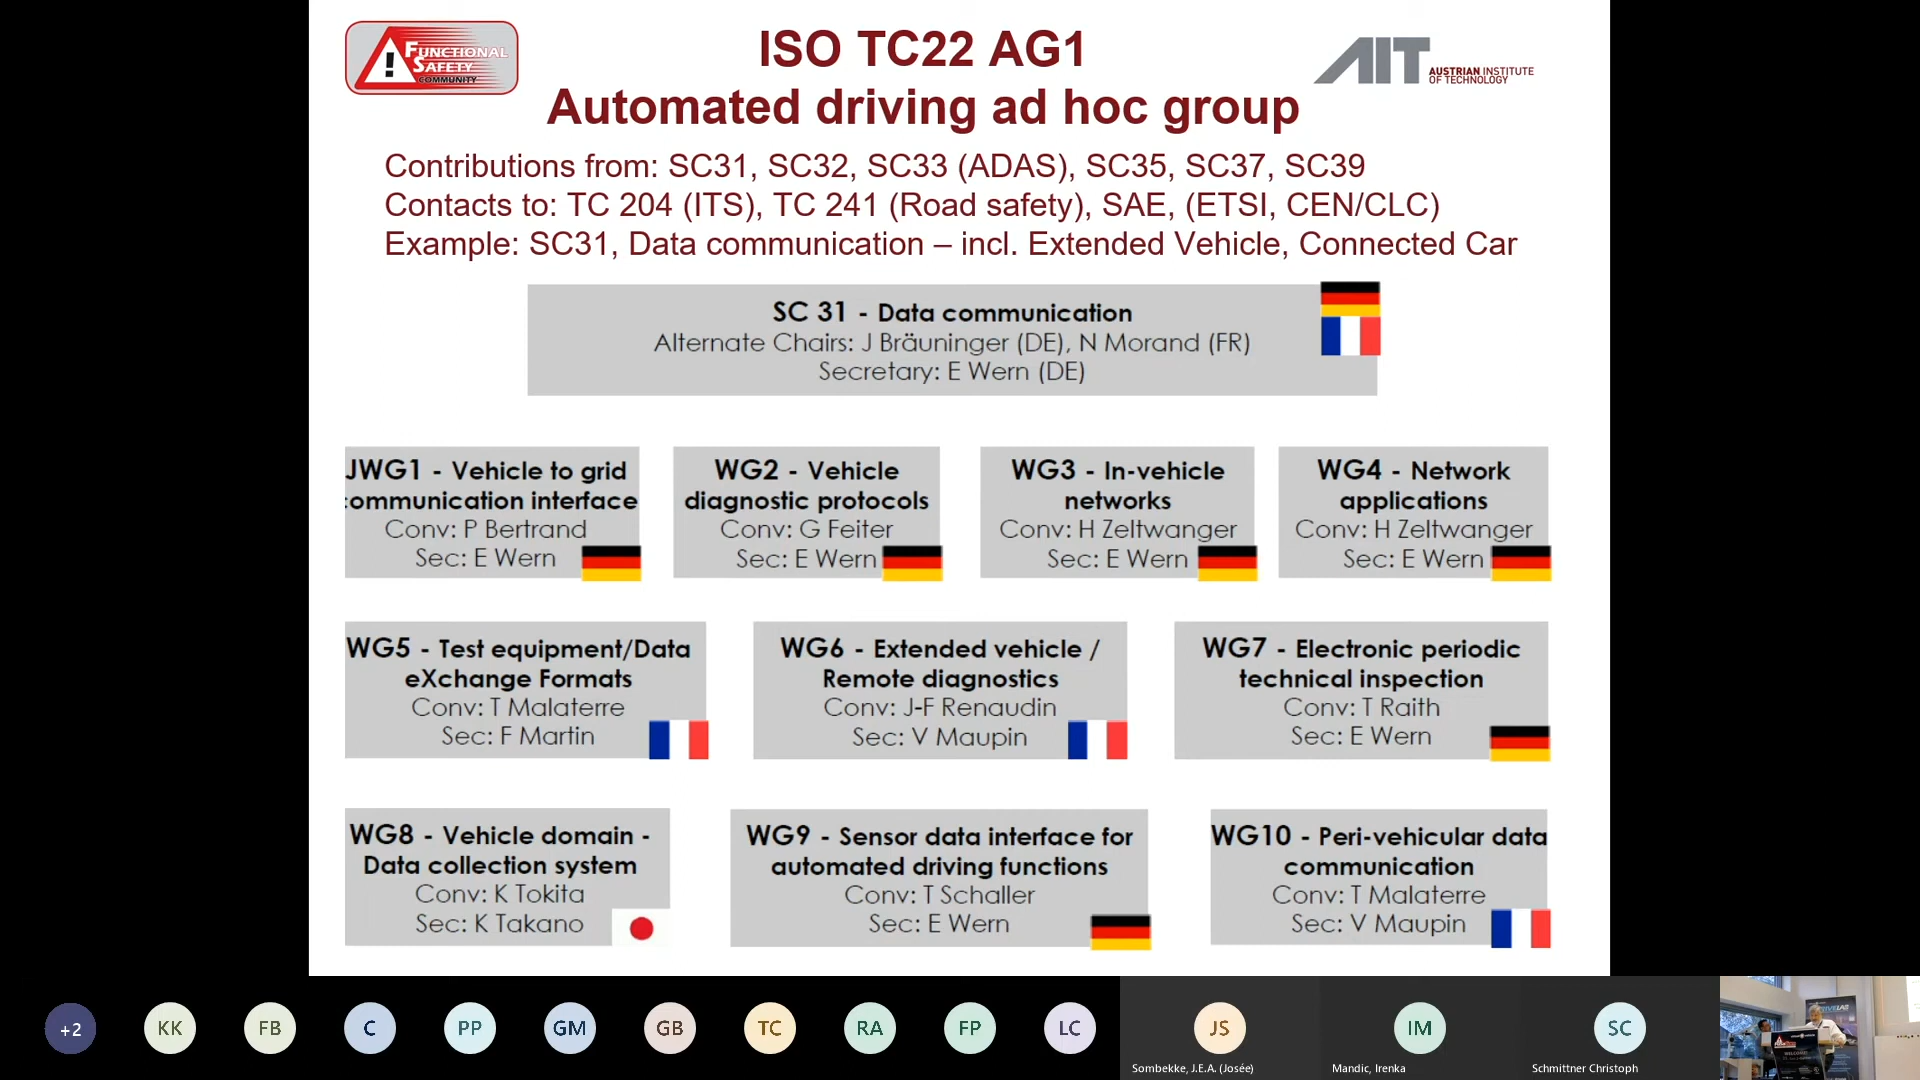 FUNCTIONAL
SAFETY
COMMUNITY
ISO TC22 AG1
Automated driving ad hoc group
AIT AUSTRIAN INSTITUTE
OF TECHNOLOGY
Contributions from: SC31, SC32, SC33 (ADAS), SC35, SC37, SC39
Contacts to: TC 204 (ITS), TC 241 (Road safety), SAE, (ETSI, CEN/CLC)
Example: SC31, Data communication – incl. Extended Vehicle, Connected Car
SC 31 - Data communication
Alternate Chairs: J Bräuninger (DE), N Morand (FR)
Secretary: E Wern (DE)
JWG1 - Vehicle to grid
communication interface
Conv: P Bertrand
Sec: E Wern
WG2 - Vehicle
diagnostic protocols
Conv: G Feiter
Sec: E Wern
WG3 - In-vehicle
networks
Conv: H Zeltwanger
Sec: E Wern
WG4 - Network
applications
Conv: H Zeltwanger
Sec: E Wern
WG5 - Test equipment/Data
eXchange Formats
Conv: T Malaterre
Sec: F Martin
WG6 - Extended vehicle /
Remote diagnostics
Conv: J-F Renaudin
Sec: V Maupin
WG7 - Electronic periodic
technical inspection
Conv: T Raith
Sec: E Wern
WG8 - Vehicle domain -
Data collection system
Conv: K Tokita
Sec: K Takano
WG9 - Sensor data interface for
automated driving functions
Conv: T Schaller
Sec: E Wern
WG10 - Peri-vehicular data
communication
Conv: T Malaterre
Sec: V Maupin
+2
KK
FB
C
PP
GM
GB
TC
RA
FP
LC
JS
Sombekke, J.E.A. (Josée)
IM
Mandic, Irenka
SC
Schmittner Christoph